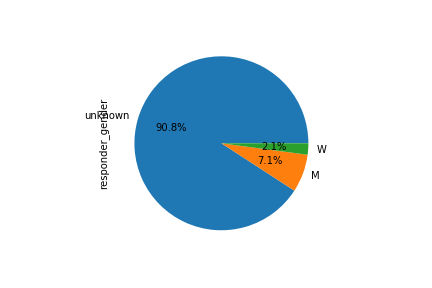 unknown
90.8%
responder_gender
2.1%
W
7.1%
M